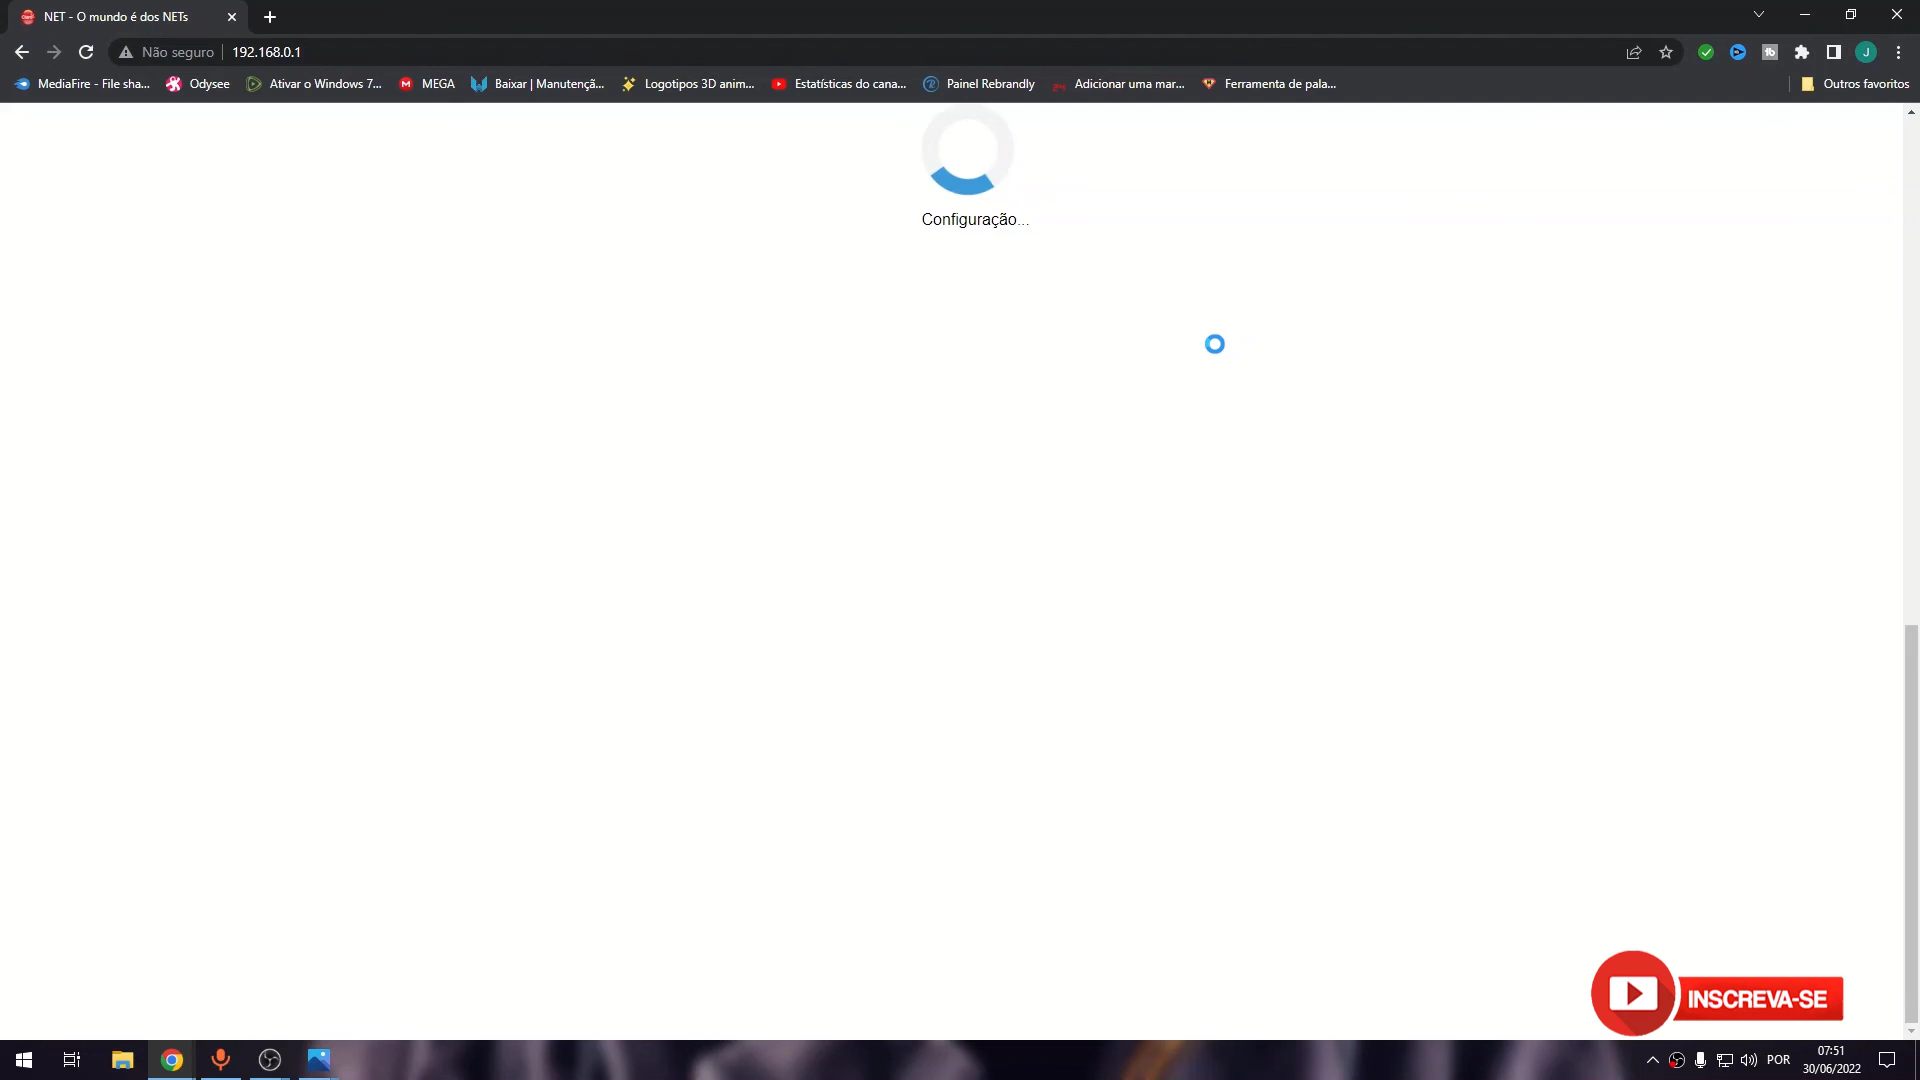 NET - O mundo é dos NETs
Não seguro
192.168.0.1
MediaFire - File sha...
Odysee
Ativar o Windows 7...
MEGA
Baixar | Manutençã...
Logotipos 3D anim...
Estatísticas do cana...
Painel Rebrandly
Adicionar uma mar...
Ferramenta de pala...
Outros favoritos
J
Configuração...
INSCREVA-SE
POR
07:51
30/06/2022